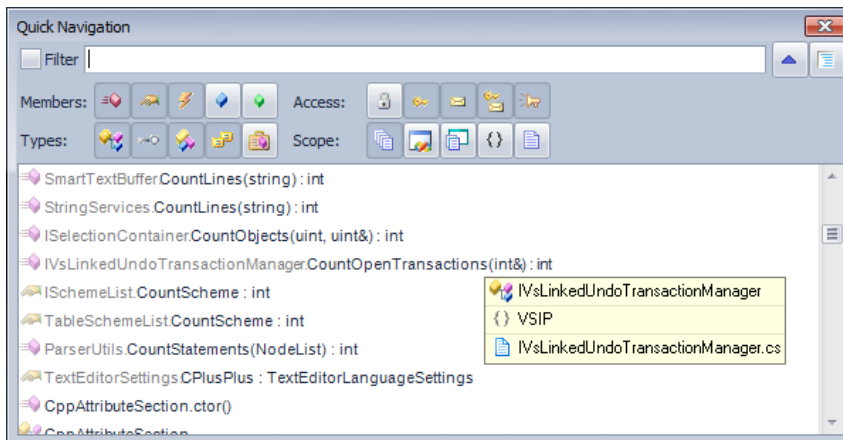 Quick Navigation
Filter
Members: Access:
Types: Scope: {}
SmartTextBuffer.CountLines(string) : int
StringServices.CountLines(string) : int
ISelectionContainer.CountObjects(uint, uint&) : int
IVsLinkedUndoTransactionManager.CountOpenTransactions(int&) : int
ISchemeList.CountScheme : int
IVsLinkedUndoTransactionManager
TableSchemeList.CountScheme : int
{} VSIP
ParserUtils.CountStatements(NodeList) : int
IVsLinkedUndoTransactionManager.cs
TextEditorSettings.CPlusPlus : TextEditorLanguageSettings
CppAttributeSection.ctor()
CppAttributeSection